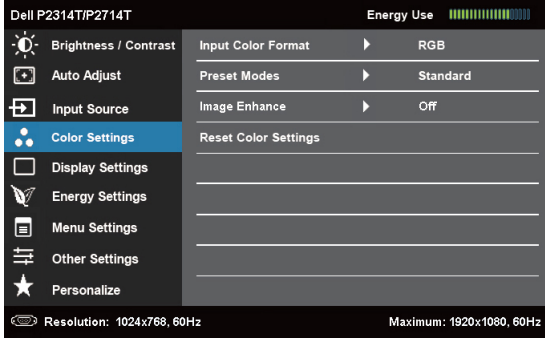 Dell P2314T/P2714T Energy Use
Brightness / Contrast Input Color Format RGB
Auto Adjust Preset Modes Standard
Input Source Image Enhance Off
Color Settings Reset Color Settings
Display Settings
Energy Settings
Menu Settings
Other Settings
Personalize
Resolution: 1024x768, 60Hz Maximum: 1920x1080, 60Hz